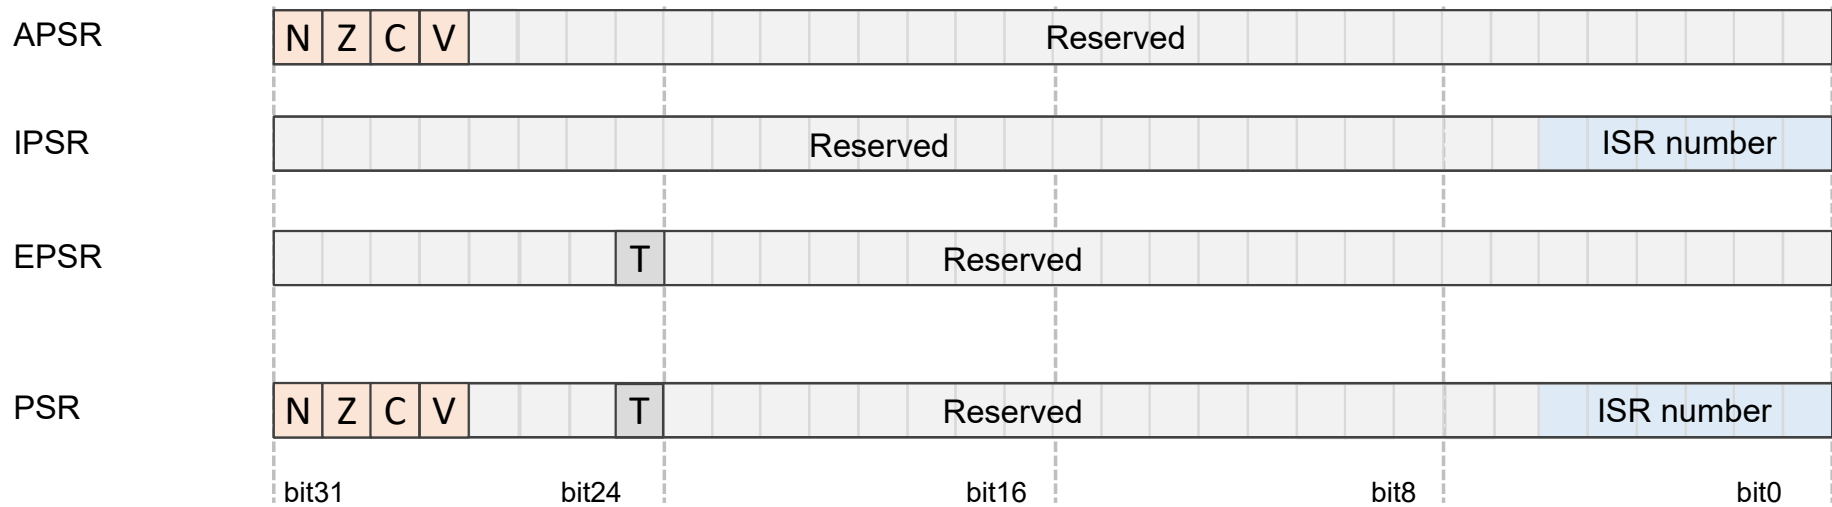 APSR N Z C V Reserved
IPSR Reserved ISR number
EPSR T Reserved
PSR N Z C V T Reserved ISR number
bit31 bit24 bit16 bit8 bit0